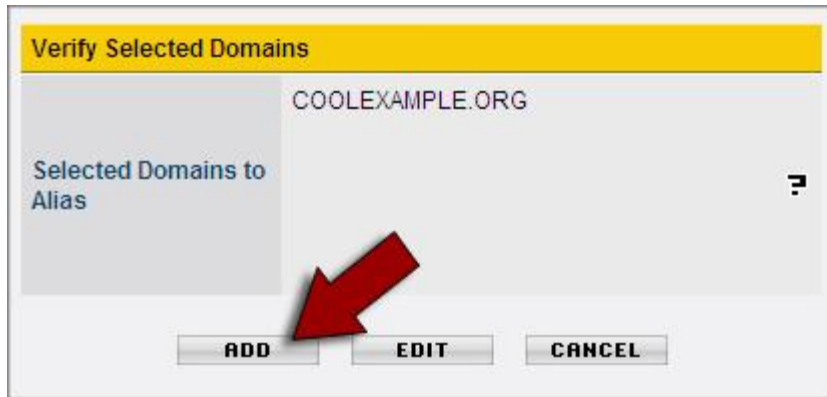 Verify Selected Domains
COOLEXAMPLE.ORG
Selected Domains to
Alias
?
ADD EDIT CANCEL